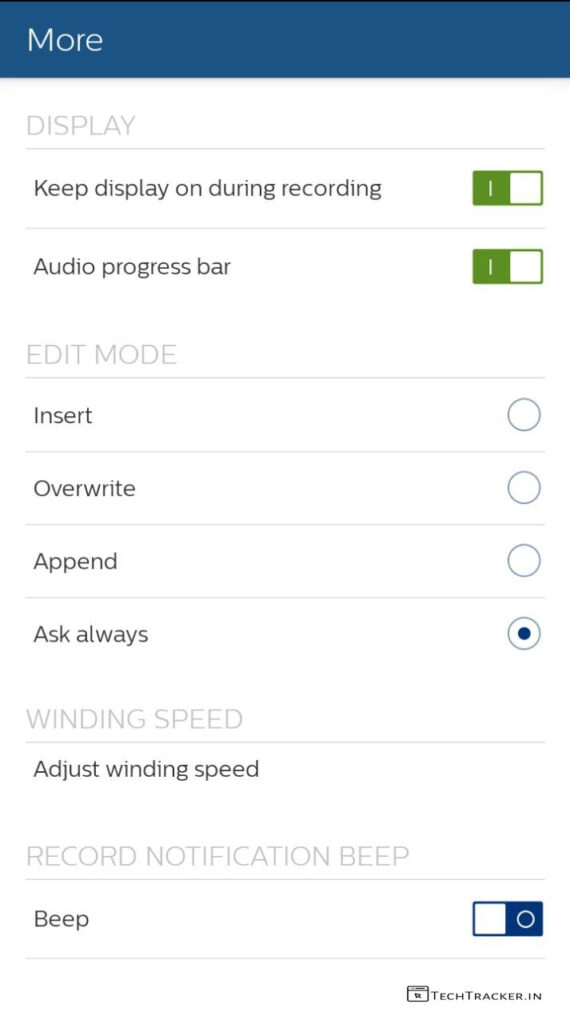 More
DISPLAY
Keep display on during recording
Audio progress bar
EDIT MODE
Insert
Overwrite
Append
Ask always
WINDING SPEED
Adjust winding speed
RECORD NOTIFICATION BEEP
Beep
TECHTRACKER.IN